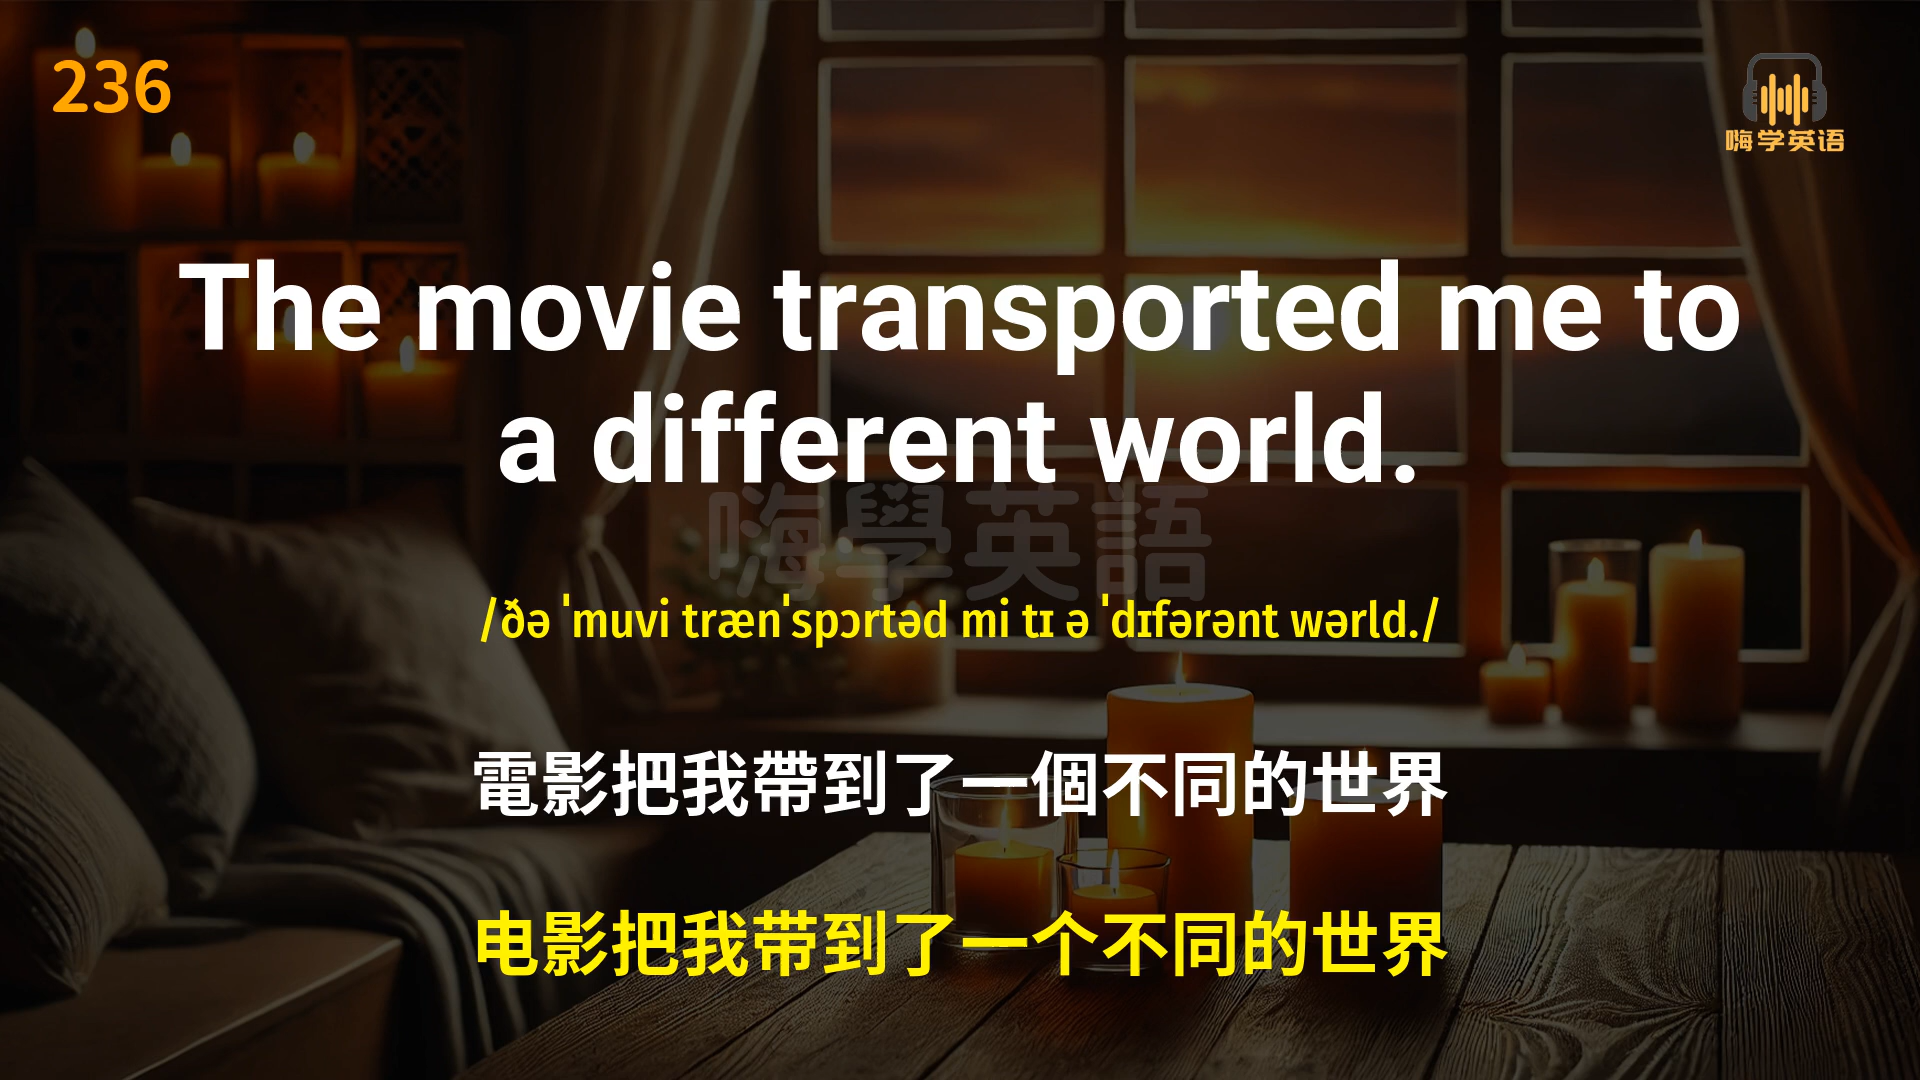 236
嗨学英语
The movie transported me to
a different world.
嗨學英語
/ðə ˈmuvi trænˈspɔrtəd mi tɪ ə ˈdɪfərənt wərld./
電影把我帶到了一個不同的世界
电影把我带到了一个不同的世界